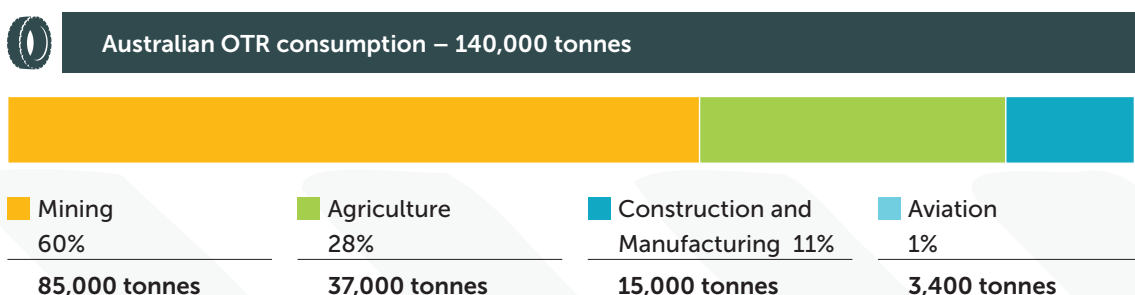 Australian OTR consumption – 140,000 tonnes
Mining
60%
85,000 tonnes
Agriculture
28%
37,000 tonnes
Construction and
Manufacturing 11%
15,000 tonnes
Aviation
1%
3,400 tonnes